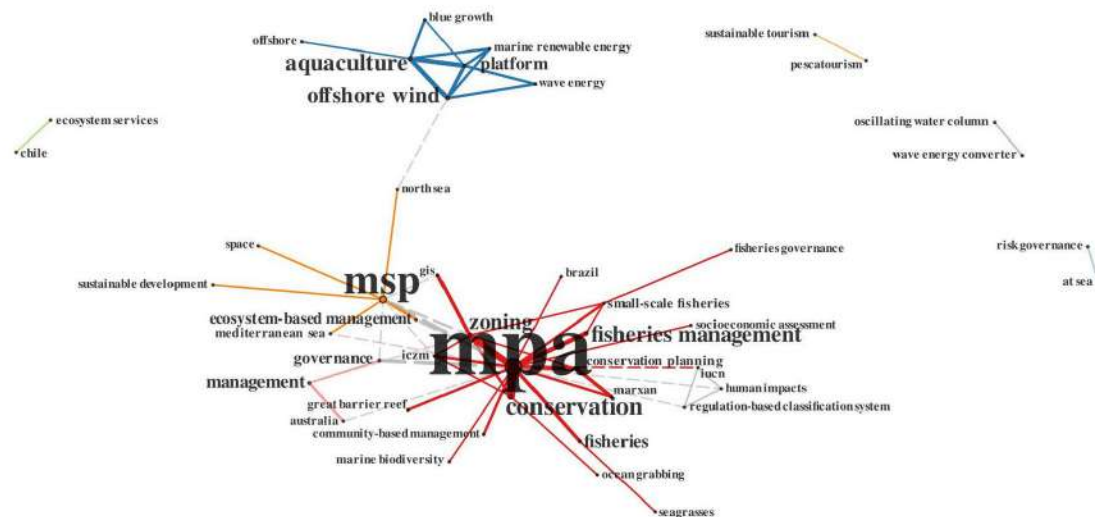 blue growth
sustainable tourism
offshore
marine renewable energy
aquaculture
platform
pescatourism
wave energy
offshore wind
ecosystem services
oscillating water column
chile
wave energy converter
north sea
space
fisheries governance
risk governance
gis
brazil
msp
at sea
sustainable development
small-scale fisheries
ecosystem-based management
zoning
socioeconomic assessment
mediterranean sea
fisheries management
governance
iczm
mpa
conservation planning
iucn
management
human impacts
marxan
great barrier reef
conservation
regulation-based classification system
australia
community-based management
fisheries
marine biodiversity
ocean grabbing
seagrasses